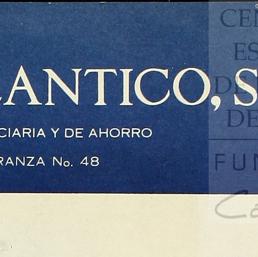 LANTICO, S
CIARIA Y DE AHORRO
RANZA No. 48
CE
ES
D
DE
FUN
Ca